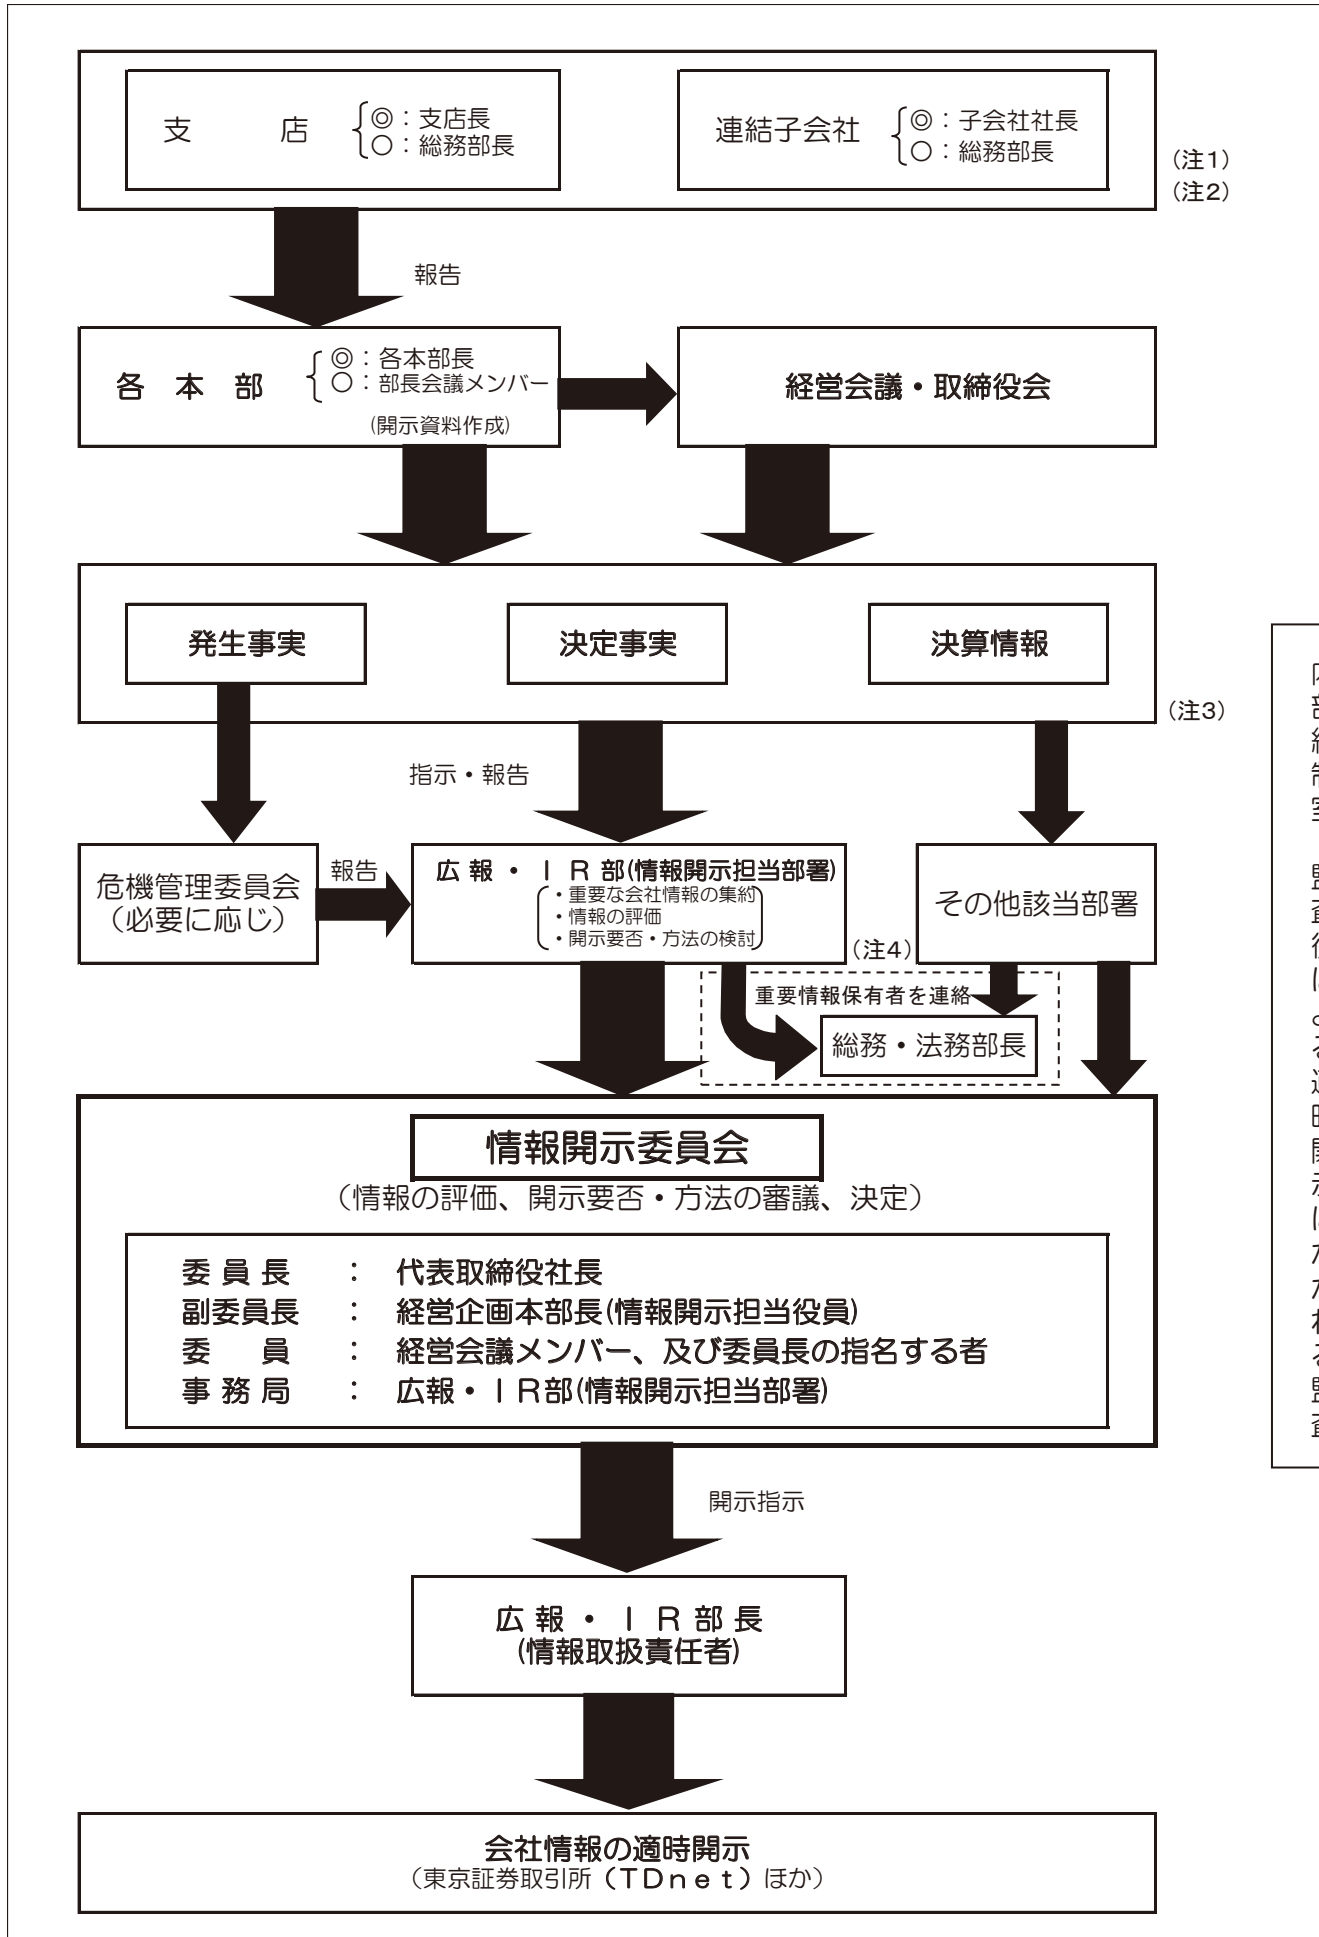 支店
◎：支店長
○：総務部長
連結子会社
◎：子会社社長
○：総務部長
（注1）
（注2）
報告
各本部
◎：各本部長
○：部長会議メンバー
(開示資料作成)
経営会議・取締役会
発生事実
決定事実
決算情報
（注3）
指示・報告
危機管理委員会
（必要に応じ）
報告
広報・ＩＲ部(情報開示担当部署)
・重要な会社情報の集約
・情報の評価
・開示要否・方法の検討
（注4）
その他該当部署
重要情報保有者を連絡
総務・法務部長
情報開示委員会
（情報の評価、開示要否・方法の審議、決定）
委員長　：　代表取締役社長
副委員長　：　経営企画本部長(情報開示担当役員)
委　員　：　経営会議メンバー、及び委員長の指名する者
事務局　：　広報・ＩＲ部(情報開示担当部署)
開示指示
広報・ＩＲ部長
(情報取扱責任者)
会社情報の適時開示
（東京証券取引所（ＴＤｎｅｔ）ほか）